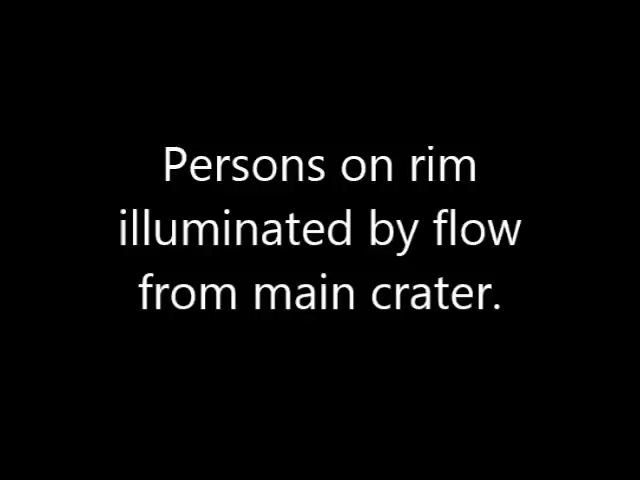 Persons on rim
illuminated by flow
from main crater.